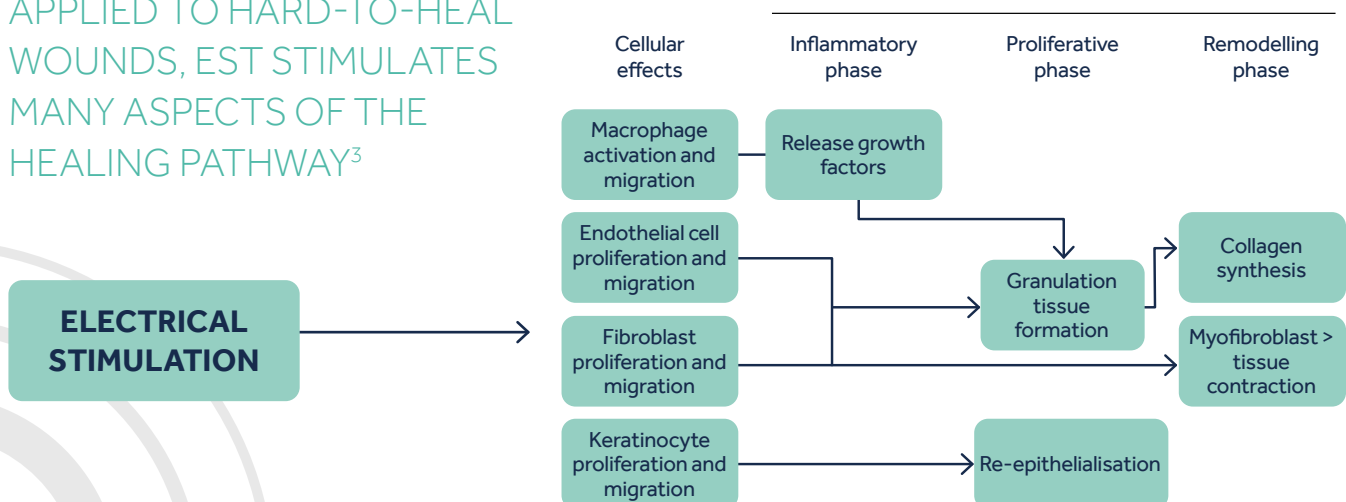 APPLIED TO HARD-TO-HEAL
WOUNDS, EST STIMULATES
MANY ASPECTS OF THE
HEALING PATHWAY³
ELECTRICAL
STIMULATION
Cellular
effects
Inflammatory
phase
Proliferative
phase
Remodelling
phase
Macrophage
activation and
migration
Release growth
factors
Endothelial cell
proliferation and
migration
Granulation
tissue
formation
Collagen
synthesis
Fibroblast
proliferation and
migration
Myofibroblast >
tissue
contraction
Keratinocyte
proliferation and
migration
Re-epithelialisation